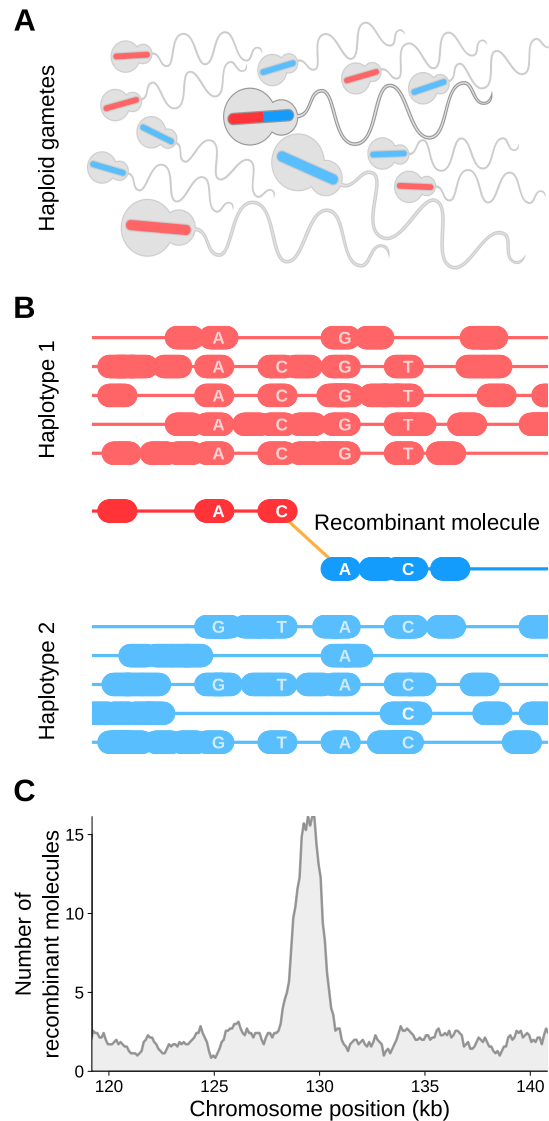 A
Haploid gametes
B
Haplotype 1
A G
A C G T
A C G T
A C G T
A C G T
A C
Recombinant molecule
A C
Haplotype 2
G T A C
A
G T A C
C
G T A C
C
Number of
recombinant molecules
15
10
5
0
120 125 130 135 140
Chromosome position (kb)